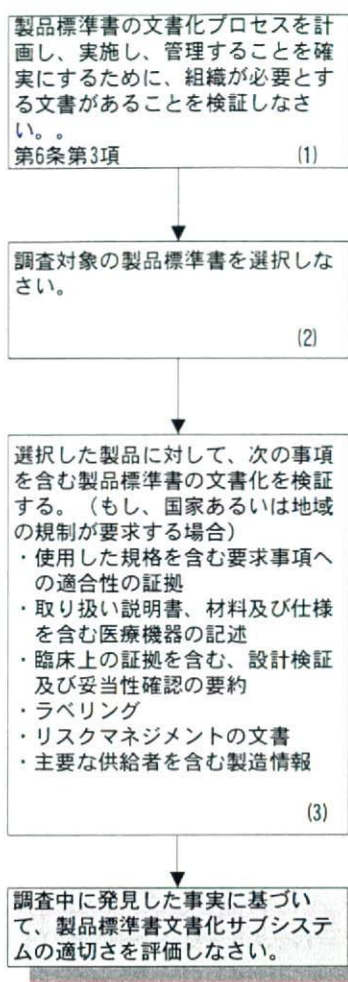 製品標準書の文書化プロセスを計
画し、実施し、管理することを確
実にするために、組織が必要とす
る文書があることを検証しなさ
い。。
第6条第3項 (1)
調査対象の製品標準書を選択しな
さい。
(2)
選択した製品に対して、次の事項
を含む製品標準書の文書化を検証
する。（もし、国家あるいは地域
の規制が要求する場合）
・使用した規格を含む要求事項へ
の適合性の証拠
・取り扱い説明書、材料及び仕様
を含む医療機器の記述
・臨床上の証拠を含む、設計検証
及び妥当性確認の要約
・ラベリング
・リスクマネジメントの文書
・主要な供給者を含む製造情報
(3)
調査中に発見した事実に基づい
て、製品標準書文書化サブシステ
ムの適切さを評価しなさい。